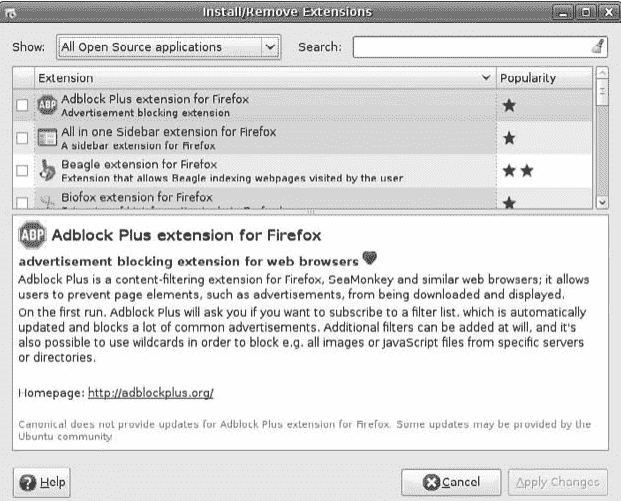 Install/Remove Extensions
Show: All Open Source applications Search:
Extension Popularity
ABP Adblock Plus extension for Firefox
Advertisement blocking extension
All in one Sidebar extension for Firefox
A sidebar extension for Firefox
Beagle extension for Firefox
Extension that allows Beagle indexing webpages visited by the user
Biofox extension for Firefox
ABP Adblock Plus extension for Firefox
advertisement blocking extension for web browsers
Adblock Plus is a content-filtering extension for Firefox, SeaMonkey and similar web browsers; it allows
users to prevent page elements, such as advertisements, from being downloaded and displayed.
On the first run. Adblock Plus will ask you if you want to subscribe to a filter list. which is automatically
updated and blocks a lot of common advertisements. Additional filters can be added at will, and it's
also possible to use wildcards in order to block e.g. all images or JavaScript files from specific servers
or directories.
Homepage: http://adblockplus.org/
Canonical does not provide updates for Adblock Plus extension for Firefox. Some updates may be provided by the
Ubuntu community
Help Cancel Apply Changes